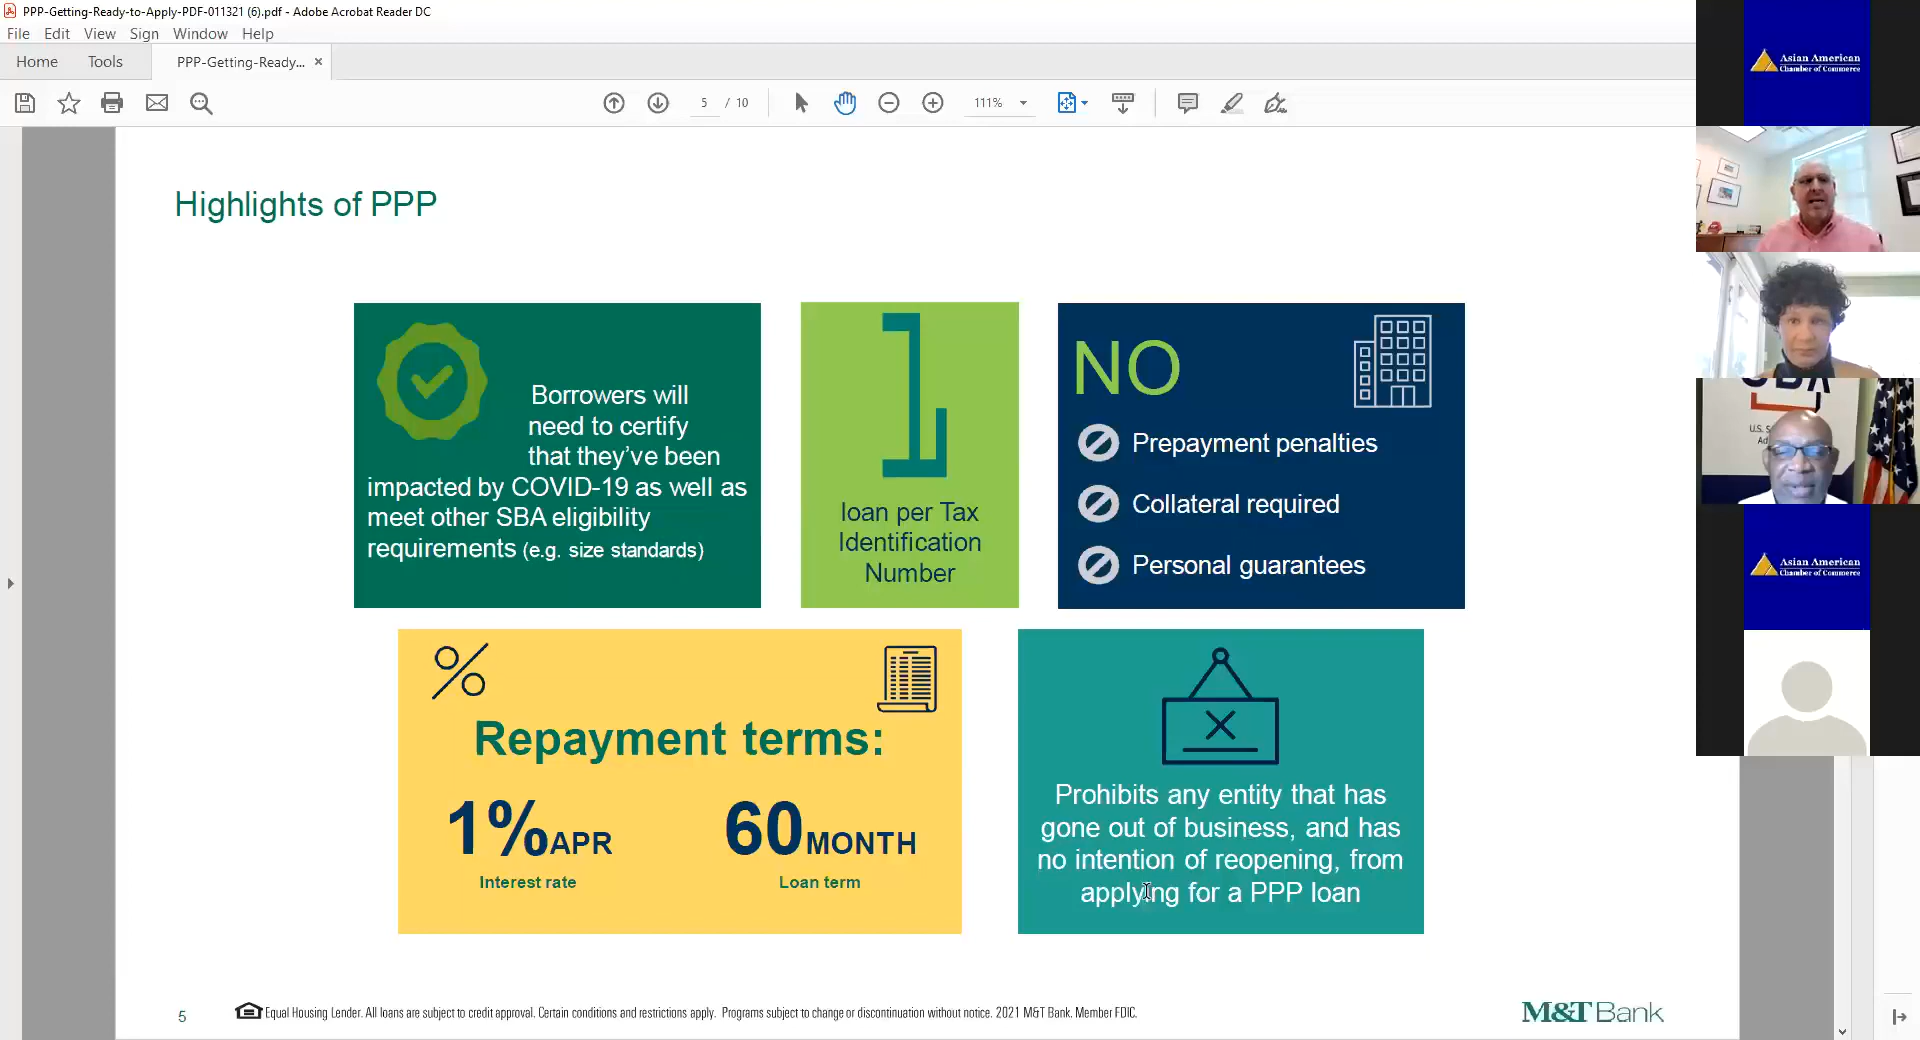 PPP-Getting-Ready-to-Apply-PDF-011321 (6).pdf - Adobe Acrobat Reader DC
File Edit View Sign Window Help
Home Tools PPP-Getting-Ready... ×
5 / 10 111%
Highlights of PPP
Borrowers will
need to certify
that they've been
impacted by COVID-19 as well as
meet other SBA eligibility
requirements (e.g. size standards)
1
loan per Tax
Identification
Number
NO
Prepayment penalties
Collateral required
Personal guarantees
%
Repayment terms:
1% APR
Interest rate
60 MONTH
Loan term
Prohibits any entity that has
gone out of business, and has
no intention of reopening, from
applying for a PPP loan
5
Equal Housing Lender. All loans are subject to credit approval. Certain conditions and restrictions apply. Programs subject to change or discontinuation without notice. 2021 M&T Bank. Member FDIC.
M&T Bank
Asian American
Chamber of Commerce
SBA
U.S. S
Ad
Asian American
Chamber of Commerce